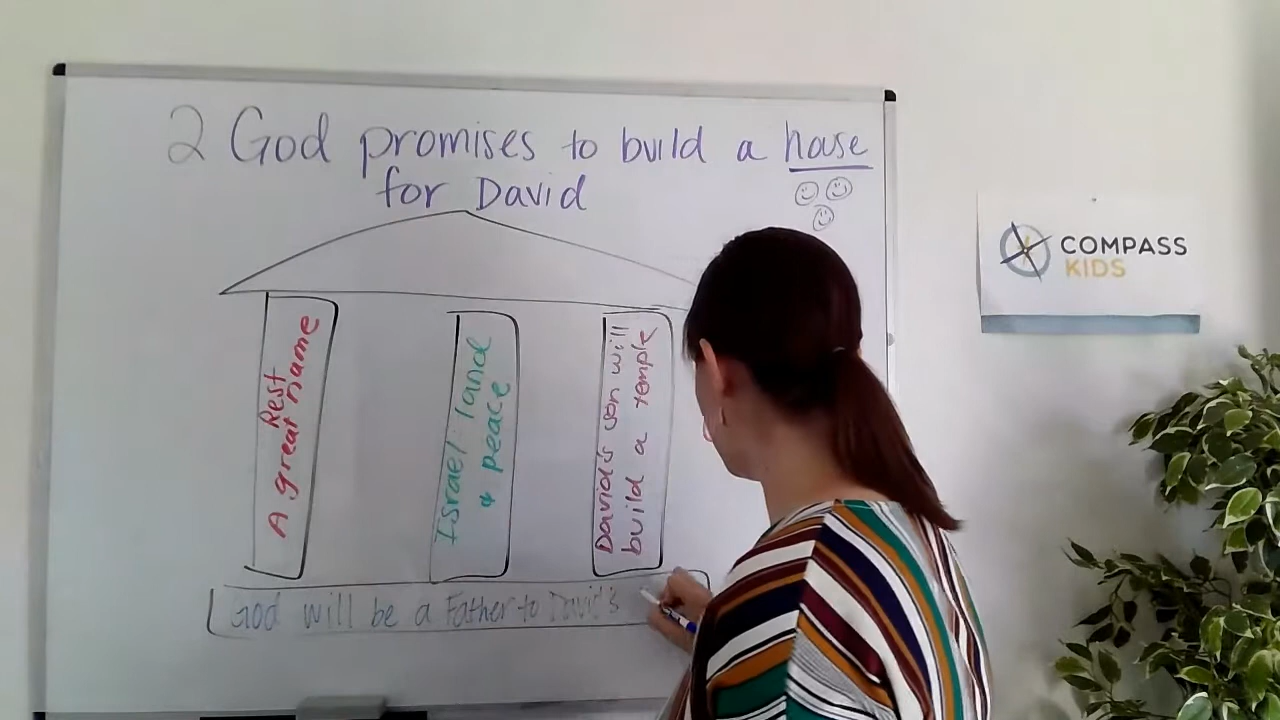 2 God promises to build a house
for David
Rest
A great name
Israel land
& peace
David's son will
build a temple
God will be a Father to David's
COMPASS
KIDS